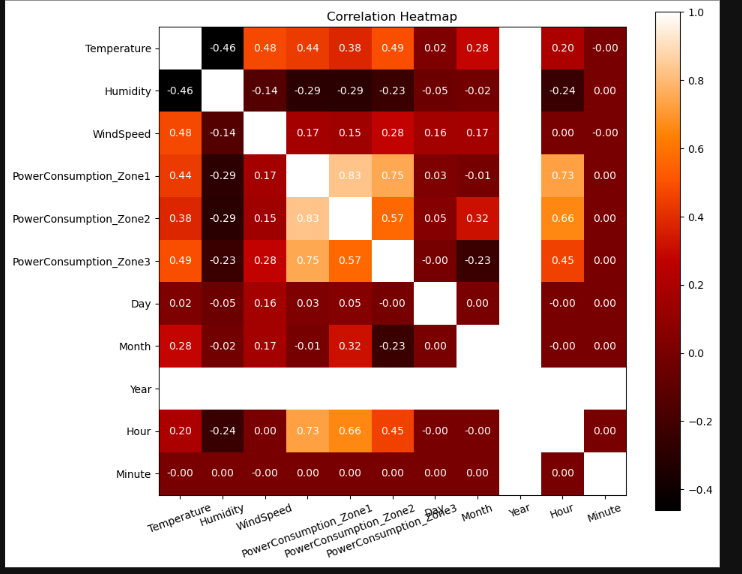 Correlation Heatmap
Temperature -0.46 0.48 0.44 0.38 0.49 0.02 0.28 0.20 -0.00
Humidity -0.46 -0.14 -0.29 -0.29 -0.23 -0.05 -0.02 -0.24 0.00
WindSpeed 0.48 -0.14 0.17 0.15 0.28 0.16 0.17 0.00 -0.00
PowerConsumption_Zone1 0.44 -0.29 0.17 0.83 0.75 0.03 -0.01 0.73 0.00
PowerConsumption_Zone2 0.38 -0.29 0.15 0.83 0.57 0.05 0.32 0.66 0.00
PowerConsumption_Zone3 0.49 -0.23 0.28 0.75 0.57 -0.00 -0.23 0.45 0.00
Day 0.02 -0.05 0.16 0.03 0.05 -0.00 0.00 -0.00 0.00
Month 0.28 -0.02 0.17 -0.01 0.32 -0.23 0.00 -0.00 0.00
Year
Hour 0.20 -0.24 0.00 0.73 0.66 0.45 -0.00 -0.00 0.00
Minute -0.00 0.00 -0.00 0.00 0.00 0.00 0.00 0.00 0.00
Temperature Humidity WindSpeed PowerConsumption_Zone1 PowerConsumption_Zone2 PowerConsumption_Zone3 Day Month Year Hour Minute
1.0
0.8
0.6
0.4
0.2
0.0
−0.2
−0.4